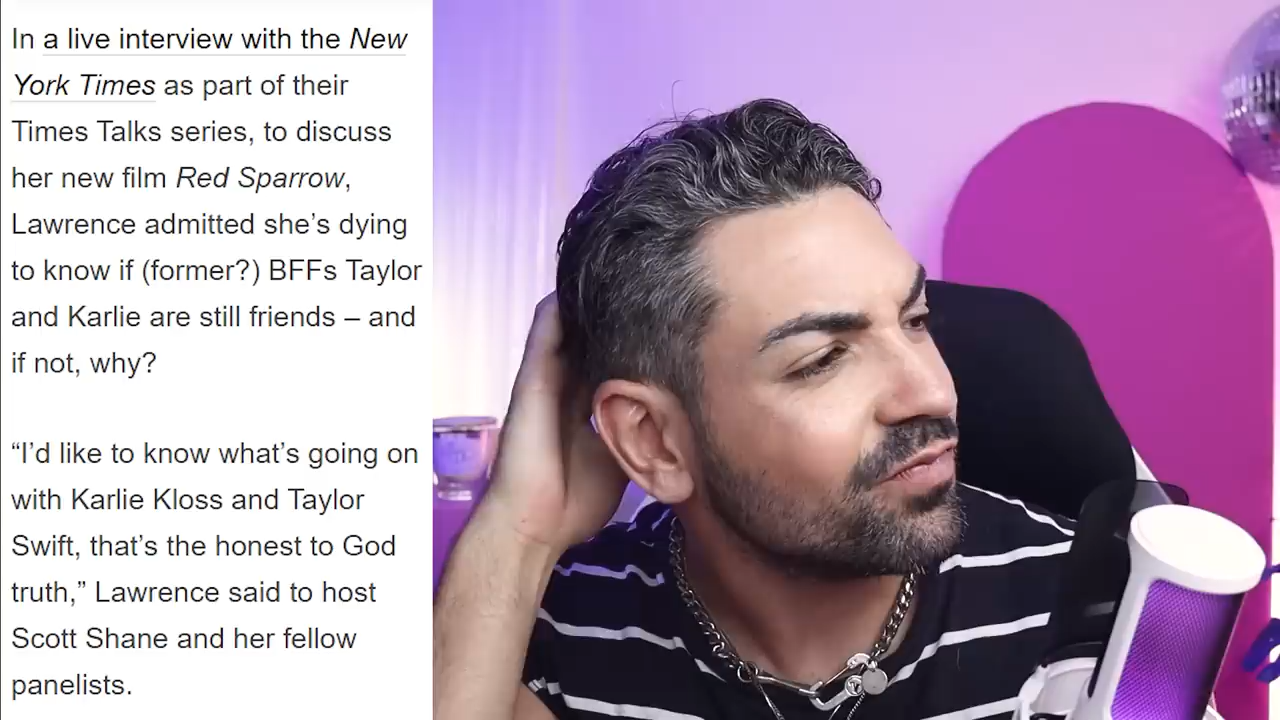 In a live interview with the New
York Times as part of their
Times Talks series, to discuss
her new film Red Sparrow,
Lawrence admitted she’s dying
to know if (former?) BFFs Taylor
and Karlie are still friends – and
if not, why?
“I’d like to know what’s going on
with Karlie Kloss and Taylor
Swift, that’s the honest to God
truth,” Lawrence said to host
Scott Shane and her fellow
panelists.